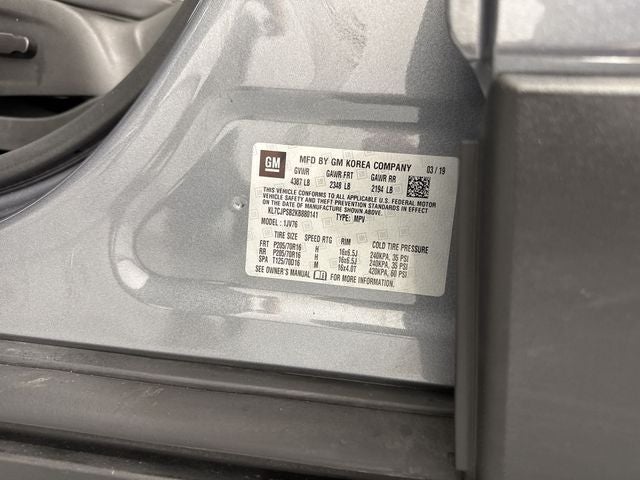 GM
MFD BY GM KOREA COMPANY 03/19
GVWR GAWR FRT GAWR RR
4387 LB 2348 LB 2194 LB
THIS VEHICLE CONFORMS TO ALL APPLICABLE U.S. FEDERAL MOTOR
VEHICLE SAFETY AND THEFT PREVENTION STANDARDS IN EFFECT
ON THE DATE OF MANUFACTURE SHOWN ABOVE.
KL7CJPSB2KB080141 TYPE: MPV
MODEL: 1JV76
TIRE SIZE SPEED RTG RIM COLD TIRE PRESSURE
FRT P205/70R16 H 16x6.5J 240KPA, 35 PSI
RR P205/70R16 H 16x6.5J 240KPA, 35 PSI
SPA T125/70D16 M 16x4.0T 420KPA, 60 PSI
SEE OWNER'S MANUAL FOR MORE INFORMATION.